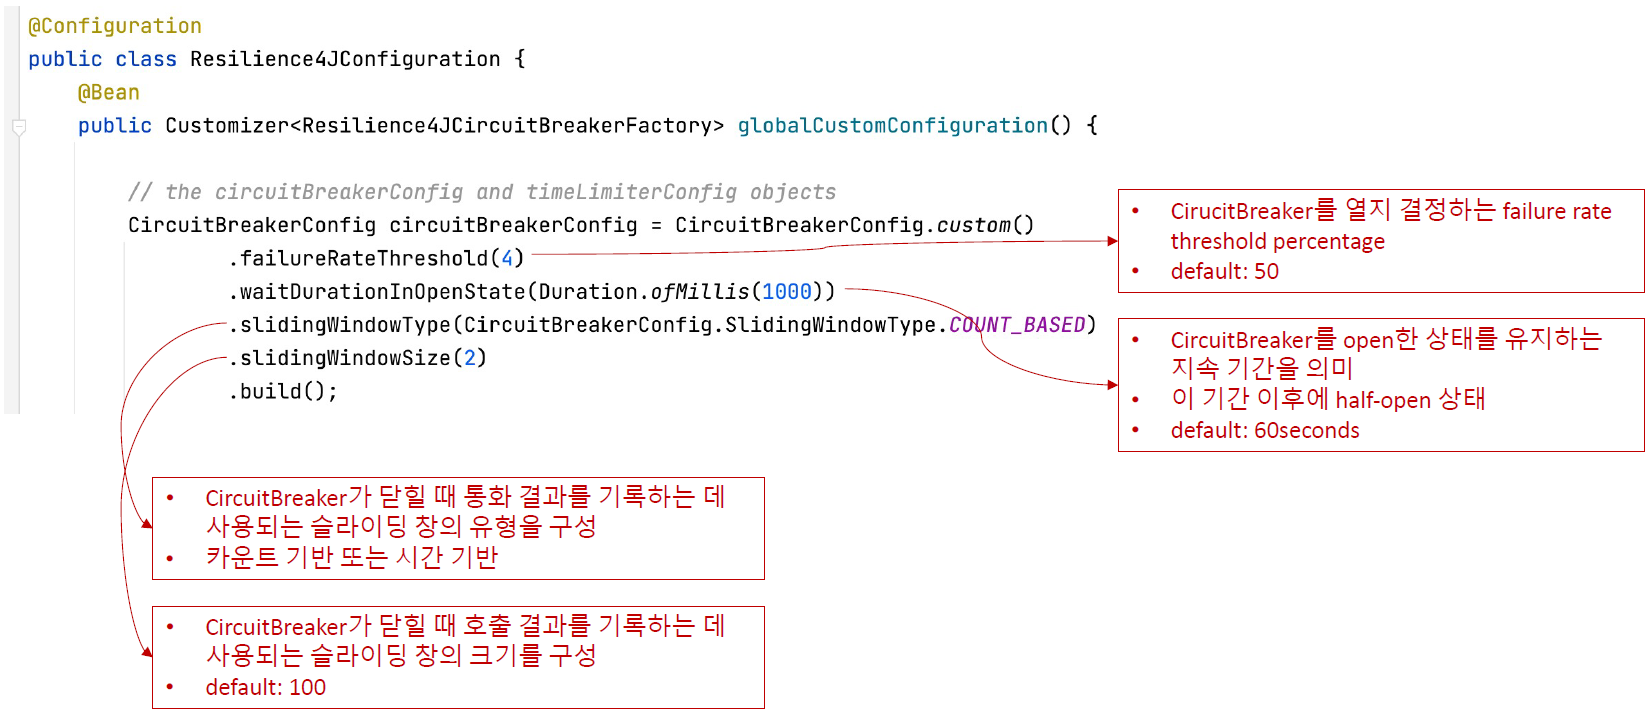 @Configuration
public class Resilience4JConfiguration {
@Bean
public Customizer<Resilience4JCircuitBreakerFactory> globalCustomConfiguration() {
// the circuitBreakerConfig and timeLimiterConfig objects
CircuitBreakerConfig circuitBreakerConfig = CircuitBreakerConfig.custom()
.failureRateThreshold(4)
.waitDurationInOpenState(Duration.ofMillis(1000))
.slidingWindowType(CircuitBreakerConfig.SlidingWindowType.COUNT_BASED)
.slidingWindowSize(2)
.build();
• CirucitBreaker를 열지 결정하는 failure rate
threshold percentage
• default: 50
• CircuitBreaker를 open한 상태를 유지하는
지속 기간을 의미
• 이 기간 이후에 half-open 상태
• default: 60seconds
• CircuitBreaker가 닫힐 때 통화 결과를 기록하는 데
사용되는 슬라이딩 창의 유형을 구성
• 카운트 기반 또는 시간 기반
• CircuitBreaker가 닫힐 때 호출 결과를 기록하는 데
사용되는 슬라이딩 창의 크기를 구성
• default: 100